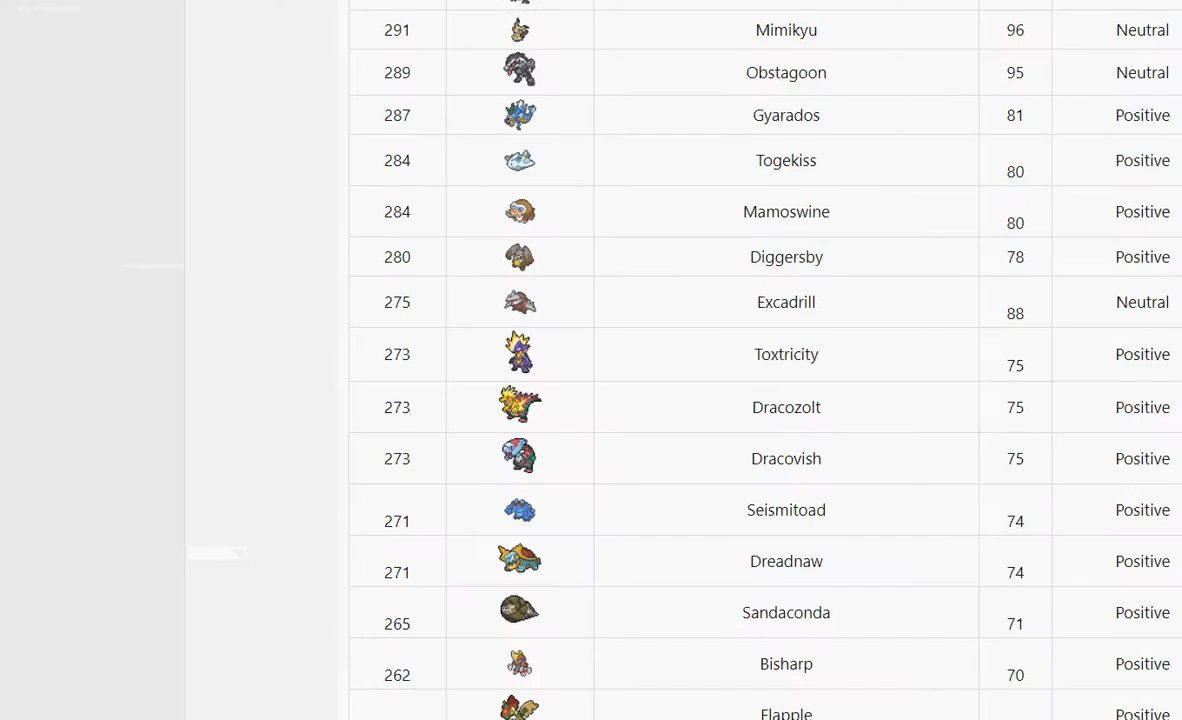 291 Mimikyu 96 Neutral
289 Obstagoon 95 Neutral
287 Gyarados 81 Positive
284 Togekiss 80 Positive
284 Mamoswine 80 Positive
280 Diggersby 78 Positive
275 Excadrill 88 Neutral
273 Toxtricity 75 Positive
273 Dracozolt 75 Positive
273 Dracovish 75 Positive
271 Seismitoad 74 Positive
271 Dreadnaw 74 Positive
265 Sandaconda 71 Positive
262 Bisharp 70 Positive
Flapple Positive